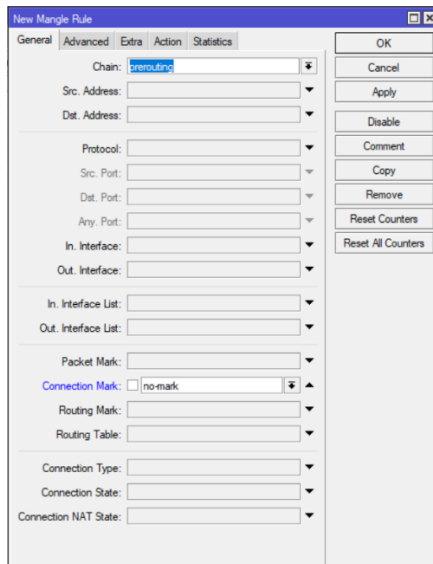 New Mangle Rule
General Advanced Extra Action Statistics
Chain: prerouting
Src. Address:
Dst. Address:
Protocol:
Src. Port:
Dst. Port:
Any. Port:
In. Interface:
Out. Interface:
In. Interface List:
Out. Interface List:
Packet Mark:
Connection Mark: no-mark
Routing Mark:
Routing Table:
Connection Type:
Connection State:
Connection NAT State:
OK
Cancel
Apply
Disable
Comment
Copy
Remove
Reset Counters
Reset All Counters